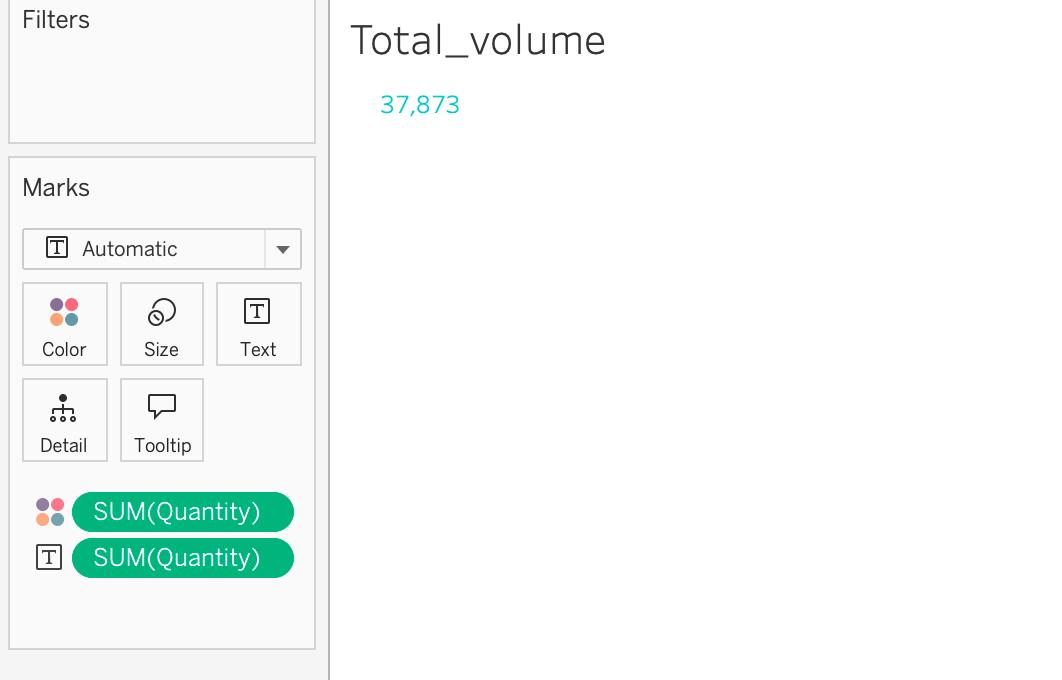 Filters
Total_volume
37,873
Marks
Automatic
Color Size Text
Detail Tooltip
SUM(Quantity)
SUM(Quantity)